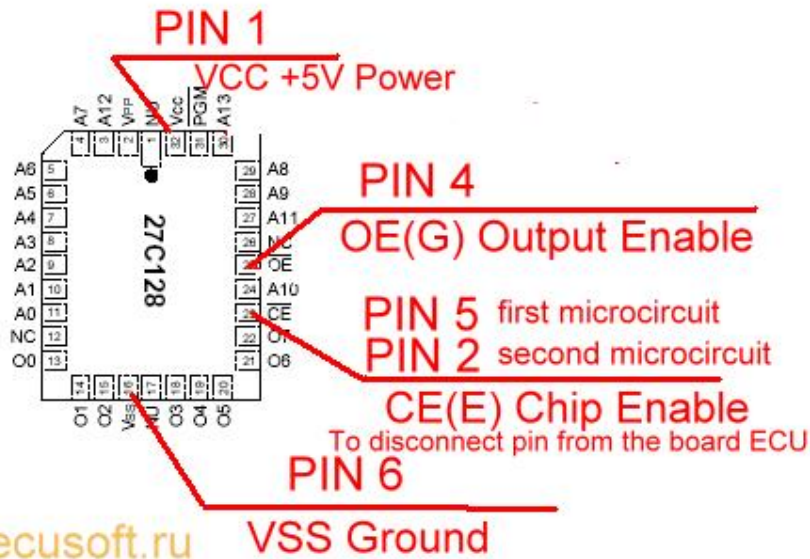 PIN 1
VCC +5V Power
A7 A12 VPP NU Vcc PGM A13
4 3 2 1 32 31 30
A6 5 29 A8
A5 6 28 A9
A4 7 27 A11
A3 8 26 NC
A2 9 25 OE
A1 10 24 A10
A0 11 23 CE
NC 12 22 O7
O0 13 21 O6
27C128
14 15 16 17 18 19 20
O1 O2 Vss NU O3 O4 O5
PIN 4
OE(G) Output Enable
PIN 5 first microcircuit
PIN 2 second microcircuit
CE(E) Chip Enable
To disconnect pin from the board ECU
PIN 6
VSS Ground
ecusoft.ru